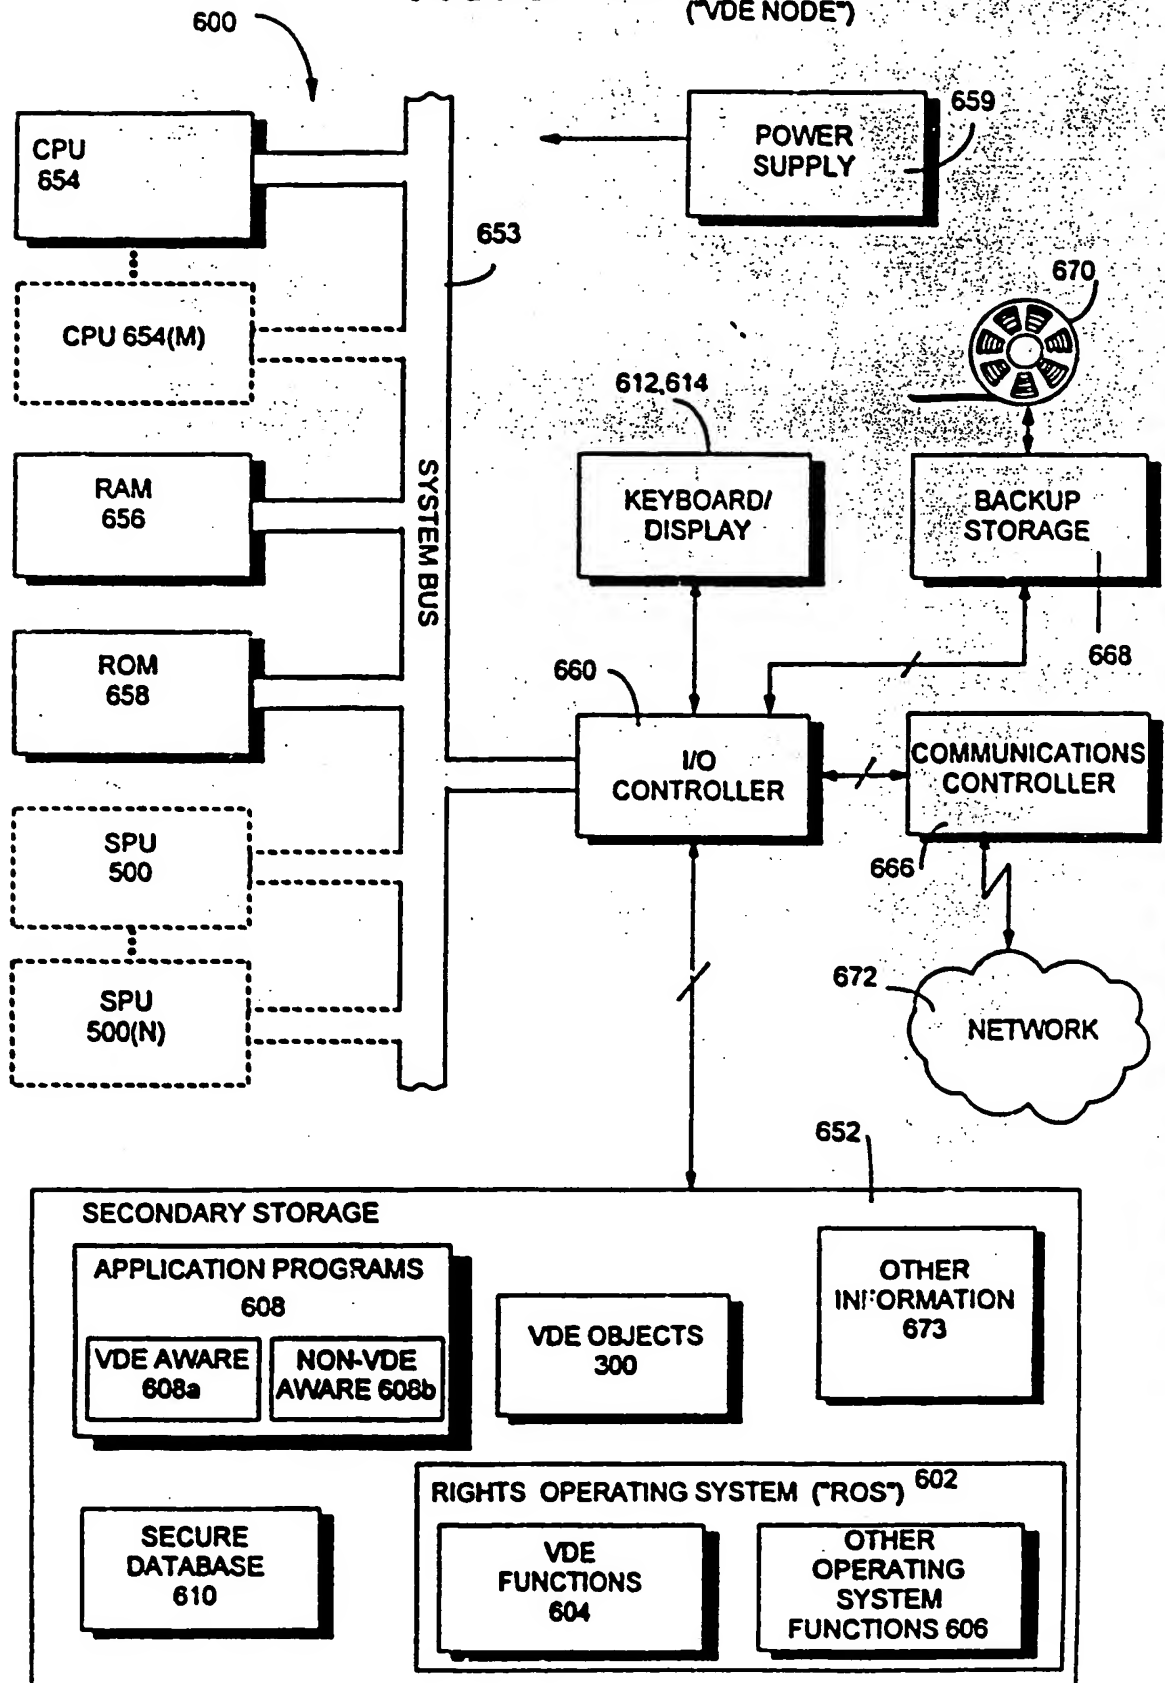 ("VDE NODE")
600
CPU
654
CPU 654(M)
RAM
656
ROM
658
SPU
500
SPU
500(N)
SYSTEM BUS
653
POWER
SUPPLY
659
670
612,614
KEYBOARD/
DISPLAY
BACKUP
STORAGE
668
660
I/O
CONTROLLER
COMMUNICATIONS
CONTROLLER
666
672
NETWORK
652
SECONDARY STORAGE
APPLICATION PROGRAMS
608
VDE AWARE
608a
NON-VDE
AWARE 608b
VDE OBJECTS
300
OTHER
INFORMATION
673
SECURE
DATABASE
610
RIGHTS OPERATING SYSTEM ("ROS") 602
VDE
FUNCTIONS
604
OTHER
OPERATING
SYSTEM
FUNCTIONS 606